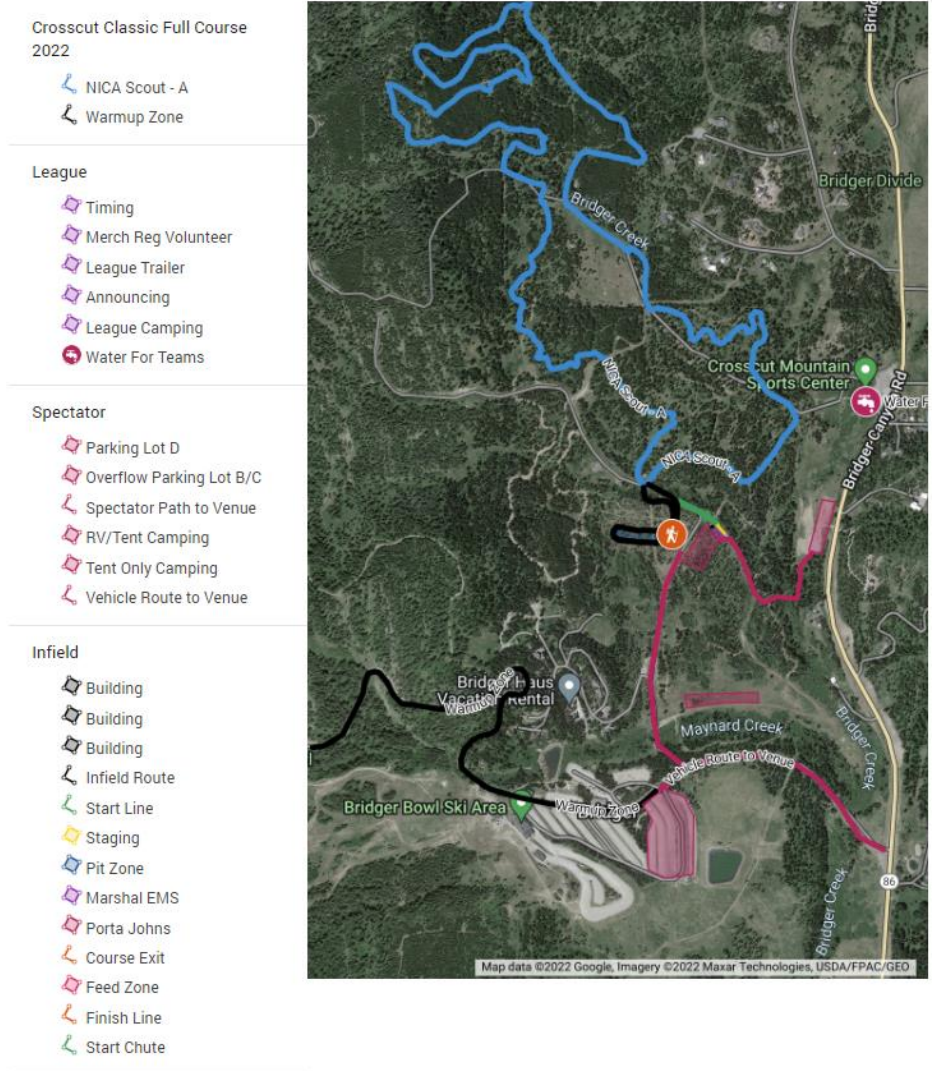 Crosscut Classic Full Course
2022
NICA Scout - A
Warmup Zone
League
Timing
Merch Reg Volunteer
League Trailer
Announcing
League Camping
Water For Teams
Spectator
Parking Lot D
Overflow Parking Lot B/C
Spectator Path to Venue
RV/Tent Camping
Tent Only Camping
Vehicle Route to Venue
Infield
Building
Building
Building
Infield Route
Start Line
Staging
Pit Zone
Marshal EMS
Porta Johns
Course Exit
Feed Zone
Finish Line
Start Chute
Bridger Divide
Bridger Creek
Crosscut Mountain
Sports Center
Water F
NICA Scout - A
NICA Scout - A
Bridger Haus
Vacation Rental
Warmup Zone
Maynard Creek
Bridger Creek
Vehicle Route to Venue
Bridger Bowl Ski Area
Warmup Zone
86
Bridger Creek
Map data ©2022 Google, Imagery ©2022 Maxar Technologies, USDA/FPAC/GEO